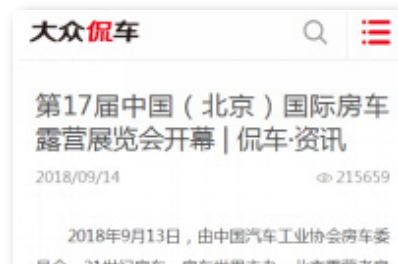 大众侃车
第17届中国（北京）国际房车
露营展览会开幕 | 侃车·资讯
2018/09/14
215659
2018年9月13日，由中国汽车工业协会房车委